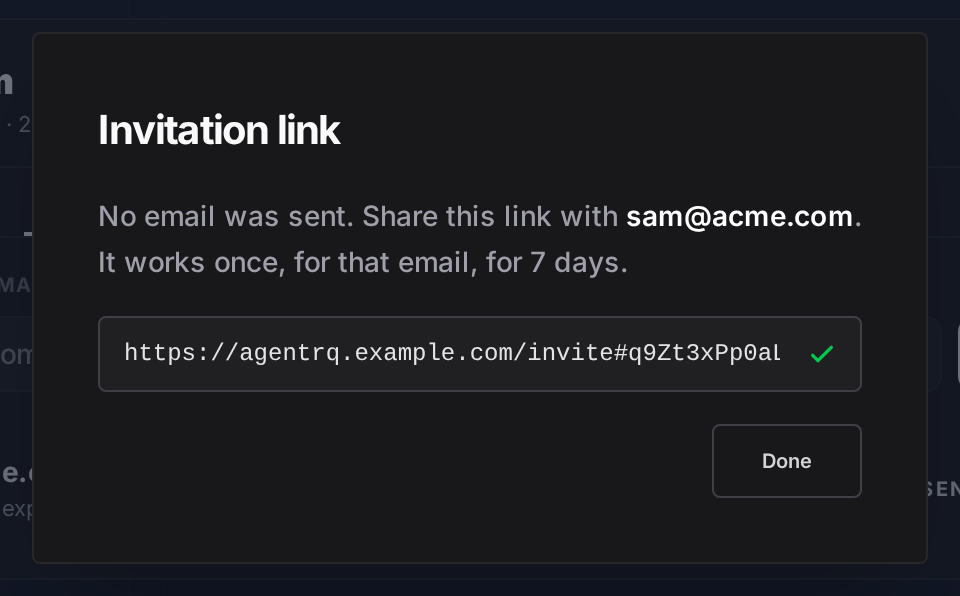 Invitation link
No email was sent. Share this link with sam@acme.com.
It works once, for that email, for 7 days.
https://agentrq.example.com/invite#q9Zt3xPp0aL
Done